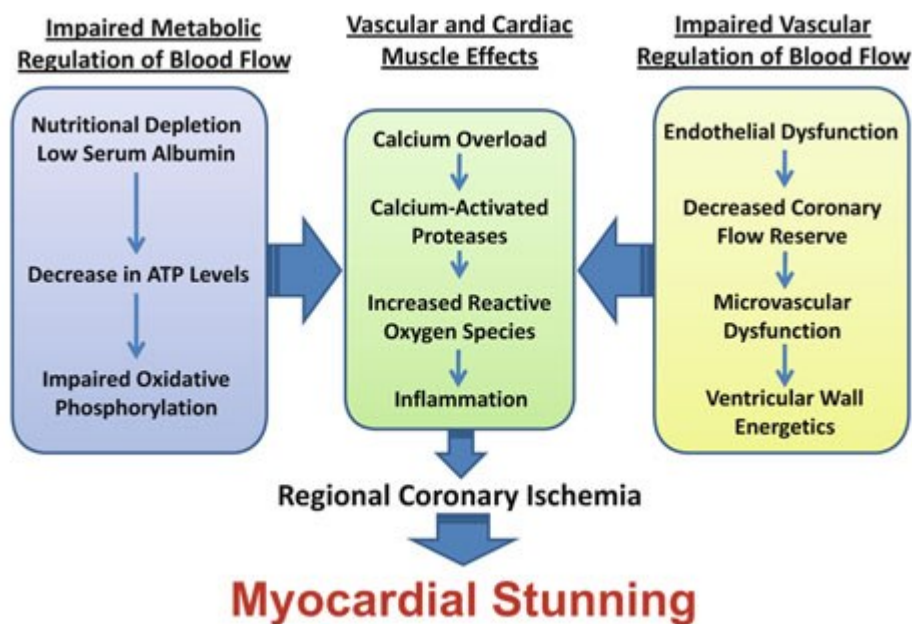 Impaired Metabolic
Regulation of Blood Flow
Nutritional Depletion
Low Serum Albumin
Decrease in ATP Levels
Impaired Oxidative
Phosphorylation
Vascular and Cardiac
Muscle Effects
Calcium Overload
Calcium-Activated
Proteases
Increased Reactive
Oxygen Species
Inflammation
Impaired Vascular
Regulation of Blood Flow
Endothelial Dysfunction
Decreased Coronary
Flow Reserve
Microvascular
Dysfunction
Ventricular Wall
Energetics
Regional Coronary Ischemia
Myocardial Stunning